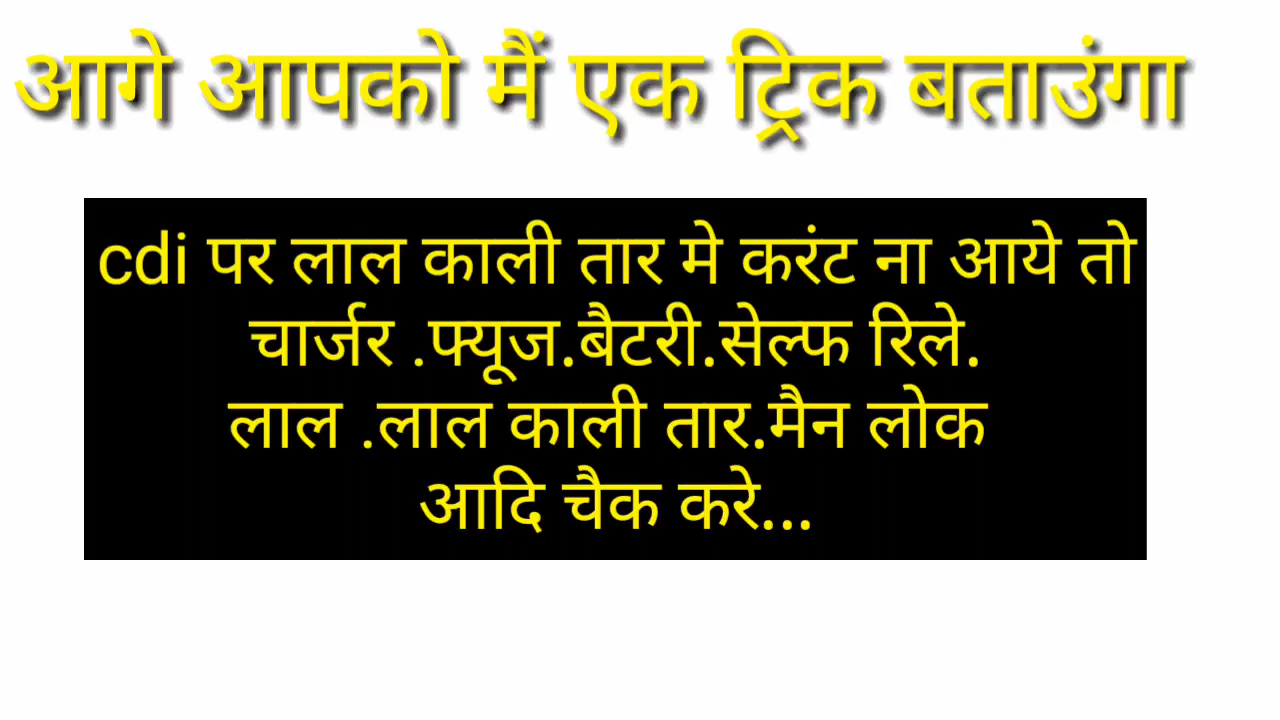 आगे आपको मैं एक ट्रिक बताउंगा
cdi पर लाल काली तार मे करंट ना आये तो
चार्जर .फ्यूज.बैटरी.सेल्फ रिले.
लाल .लाल काली तार.मैन लोक
आदि चैक करे...